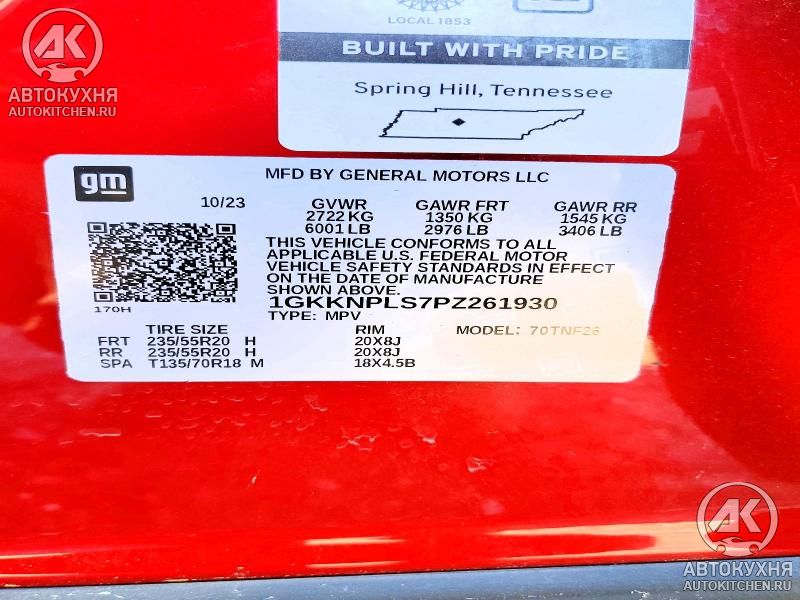 LOCAL 1853
BUILT WITH PRIDE
Spring Hill, Tennessee
AK
АВТОКУХНЯ
AUTOKITCHEN.RU
gm
MFD BY GENERAL MOTORS LLC
10/23 GVWR GAWR FRT GAWR RR
2722 KG 1350 KG 1545 KG
6001 LB 2976 LB 3406 LB
THIS VEHICLE CONFORMS TO ALL
APPLICABLE U.S. FEDERAL MOTOR
VEHICLE SAFETY STANDARDS IN EFFECT
ON THE DATE OF MANUFACTURE
SHOWN ABOVE.
170H
1GKKNPLS7PZ261930
TYPE: MPV MODEL: 70TNF26
TIRE SIZE RIM
FRT 235/55R20 H 20X8J
RR 235/55R20 H 20X8J
SPA T135/70R18 M 18X4.5B
AK
АВТОКУХНЯ
AUTOKITCHEN.RU